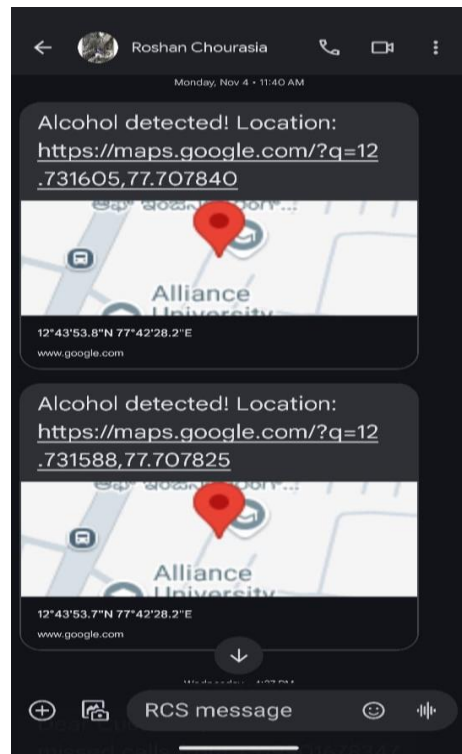 Roshan Chourasia
Monday, Nov 4 • 11:40 AM
Alcohol detected! Location:
https://maps.google.com/?q=12
.731605,77.707840
Alliance
University
12°43'53.8"N 77°42'28.2"E
www.google.com
Alcohol detected! Location:
https://maps.google.com/?q=12
.731588,77.707825
Alliance
University
12°43'53.7"N 77°42'28.2"E
www.google.com
RCS message